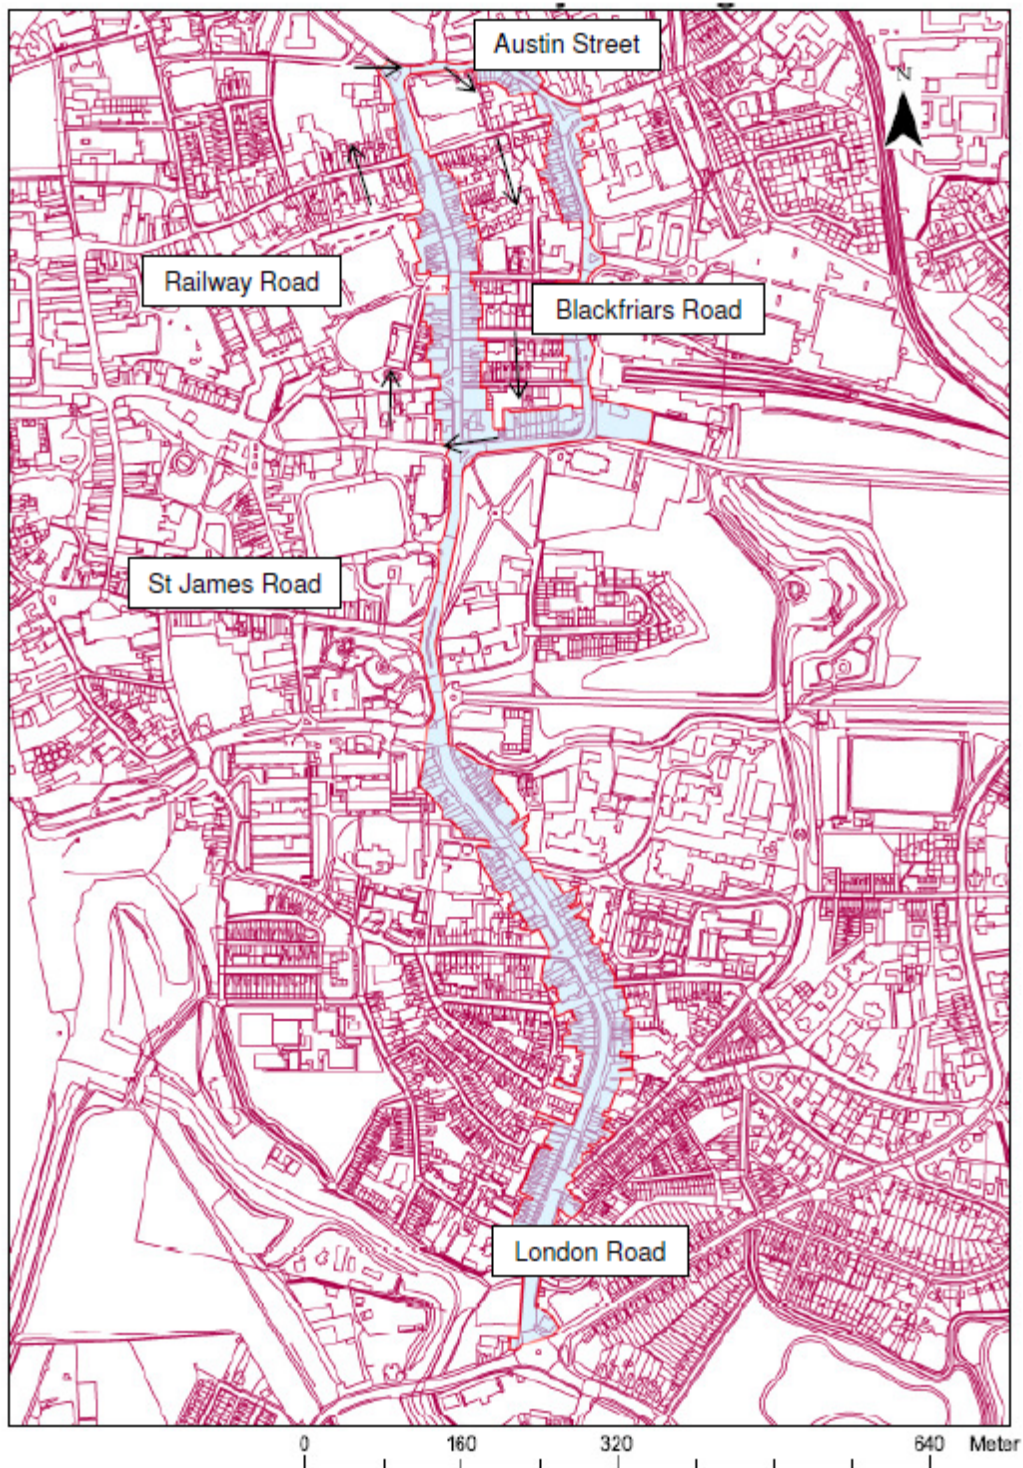 Austin Street
N
Railway Road
Blackfriars Road
St James Road
London Road
0 160 320 640 Meter